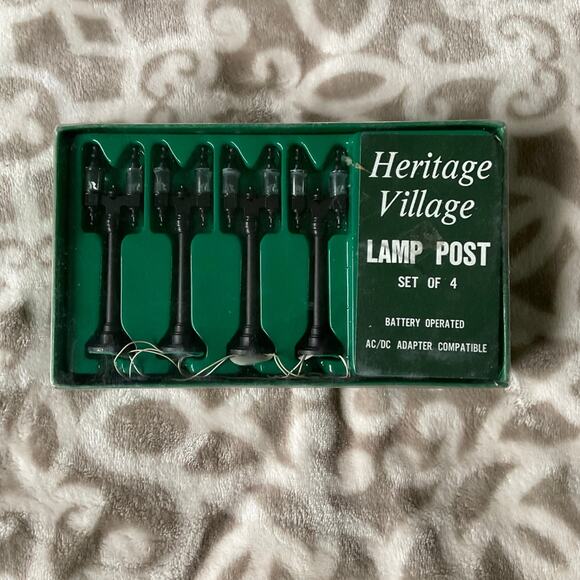 Heritage
Village
LAMP POST
SET OF 4
BATTERY OPERATED
AC/DC ADAPTER COMPATIBLE